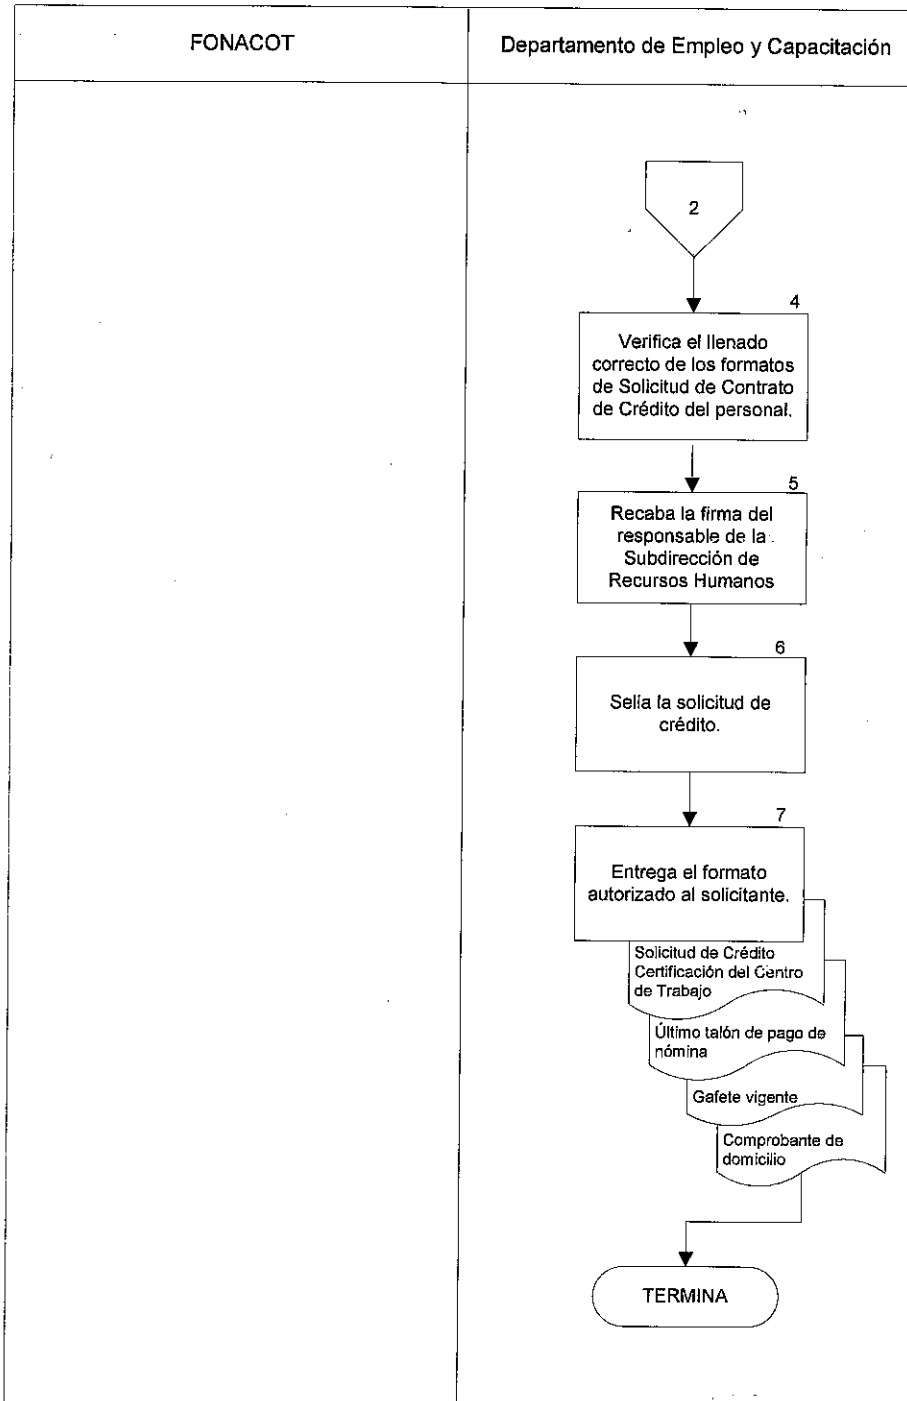 FONACOT
Departamento de Empleo y Capacitación
2
4
Verifica el llenado
correcto de los formatos
de Solicitud de Contrato
de Crédito del personal.
5
Recaba la firma del
responsable de la
Subdirección de
Recursos Humanos
6
Sella la solicitud de
crédito.
7
Entrega el formato
autorizado al solicitante.
Solicitud de Crédito
Certificación del Centro
de Trabajo
Último talón de pago de
nómina
Gafete vigente
Comprobante de
domicilio
TERMINA